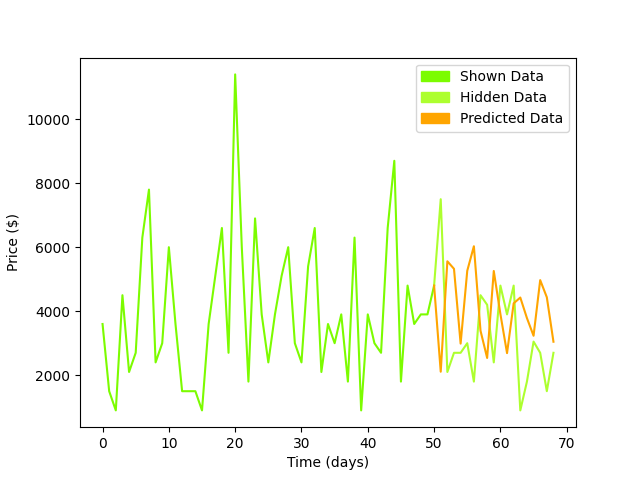 Shown Data
Hidden Data
Predicted Data
10000
8000
6000
4000
2000
Price ($)
0 10 20 30 40 50 60 70
Time (days)